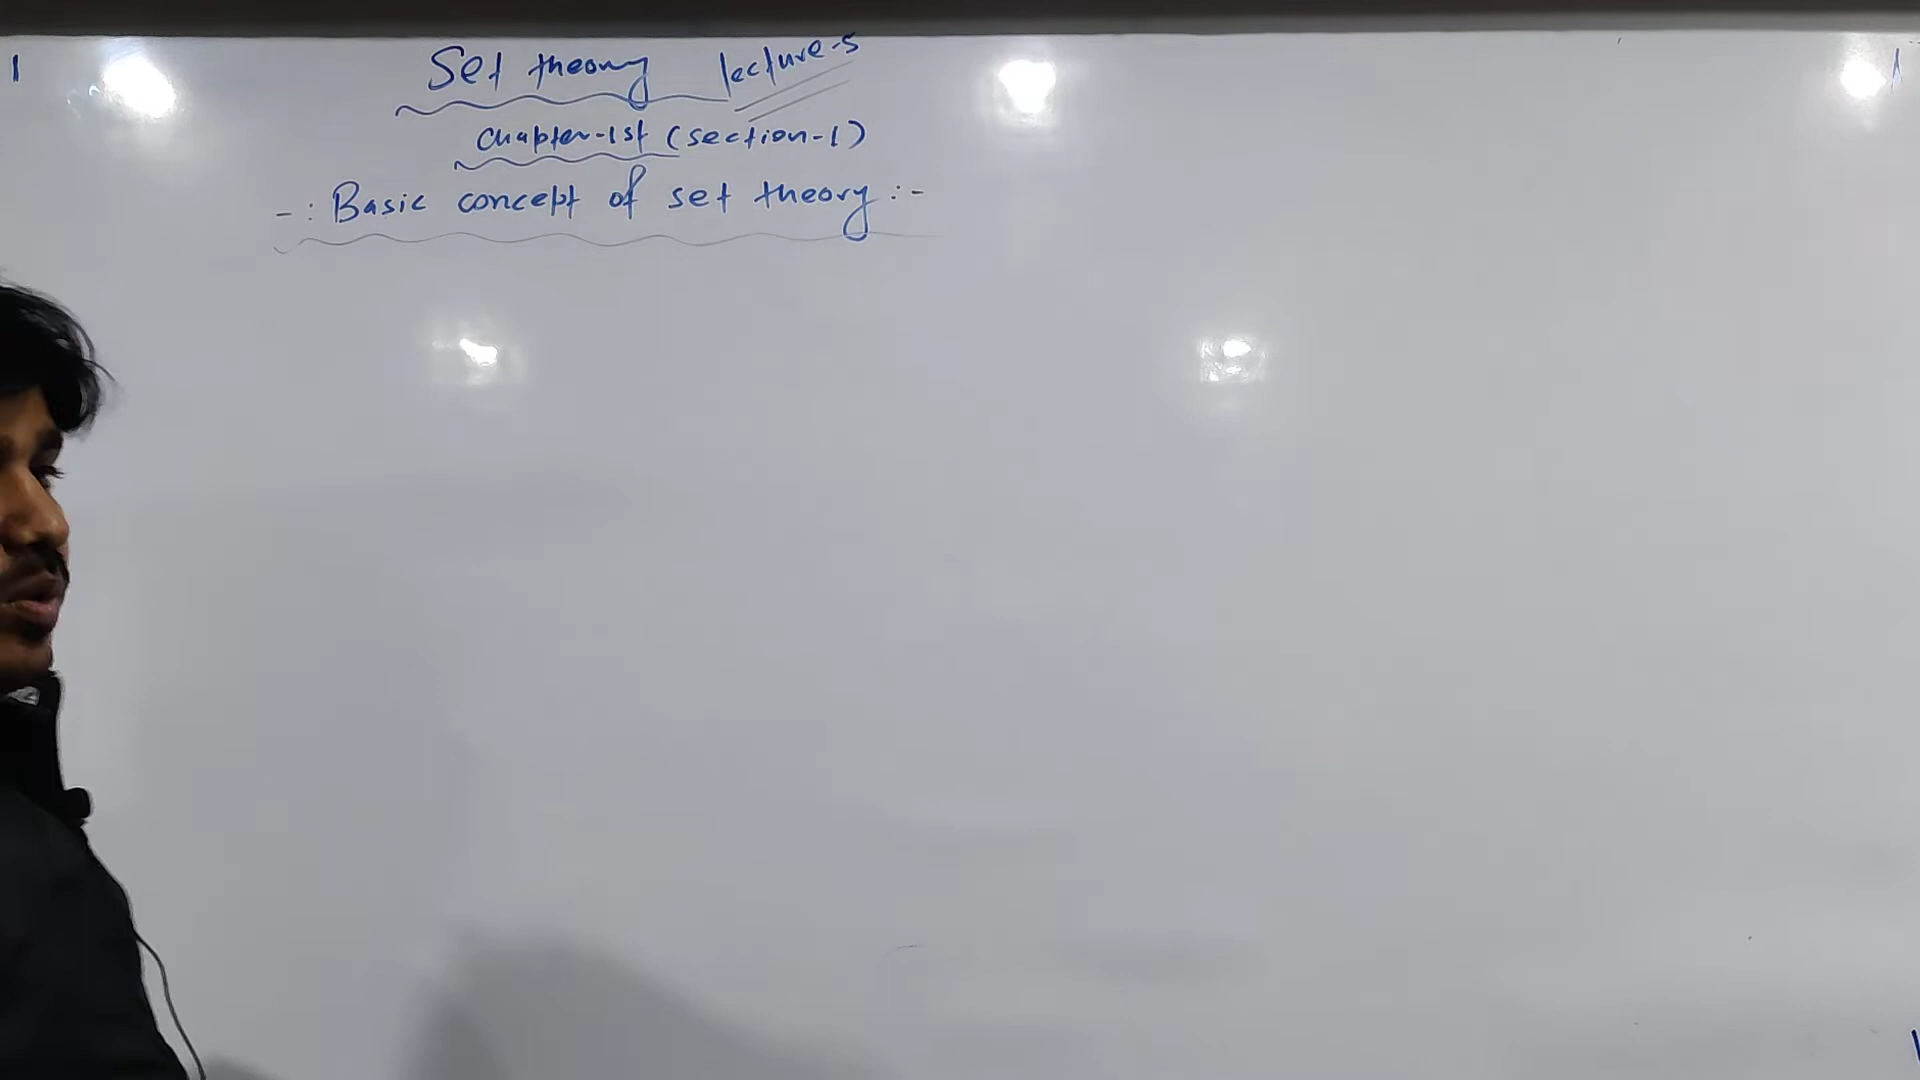 Set theory lecture-5
chapter-1st (section-1)
-: Basic concept of set theory :-